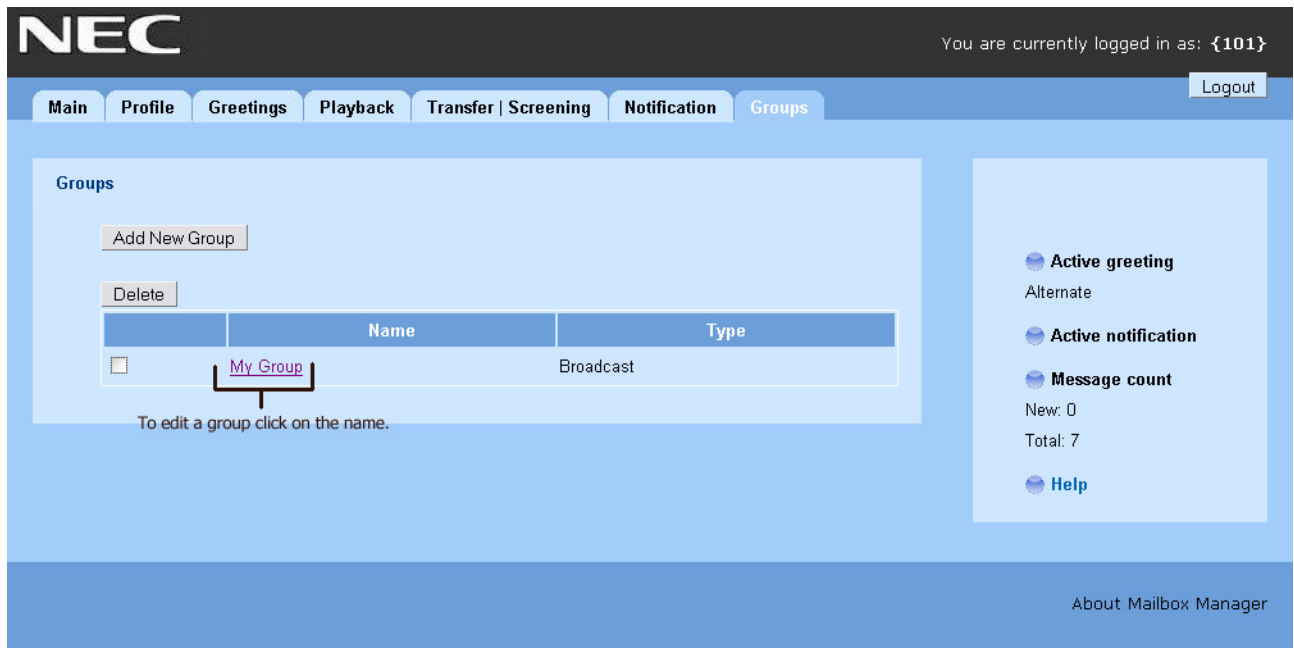 NEC
You are currently logged in as: {101}
Logout
Main Profile Greetings Playback Transfer | Screening Notification Groups
Groups
Add New Group
Delete
Name Type
My Group Broadcast
To edit a group click on the name.
Active greeting
Alternate
Active notification
Message count
New: 0
Total: 7
Help
About Mailbox Manager